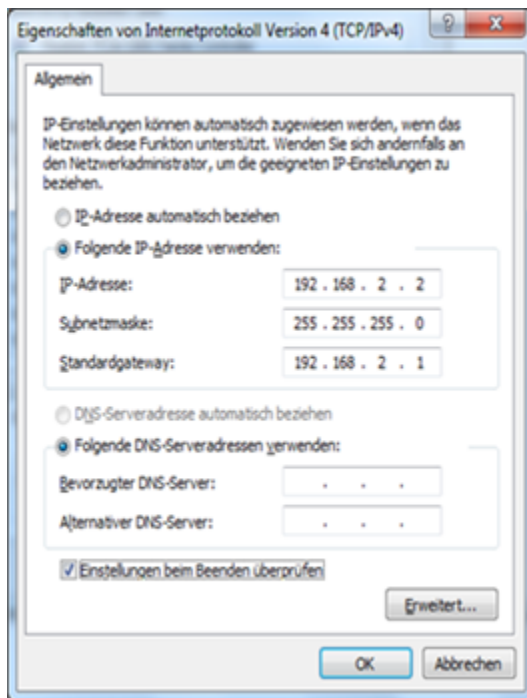 Eigenschaften von Internetprotokoll Version 4 (TCP/IPv4)
Allgemein
IP-Einstellungen können automatisch zugewiesen werden, wenn das
Netzwerk diese Funktion unterstützt. Wenden Sie sich andernfalls an
den Netzwerkadministrator, um die geeigneten IP-Einstellungen zu
beziehen.
IP-Adresse automatisch beziehen
Folgende IP-Adresse verwenden:
IP-Adresse: 192 . 168 . 2 . 2
Subnetzmaske: 255 . 255 . 255 . 0
Standardgateway: 192 . 168 . 2 . 1
DNS-Serveradresse automatisch beziehen
Folgende DNS-Serveradressen verwenden:
Bevorzugter DNS-Server: . . .
Alternativer DNS-Server: . . .
Einstellungen beim Beenden überprüfen
Erweitert...
OK Abbrechen